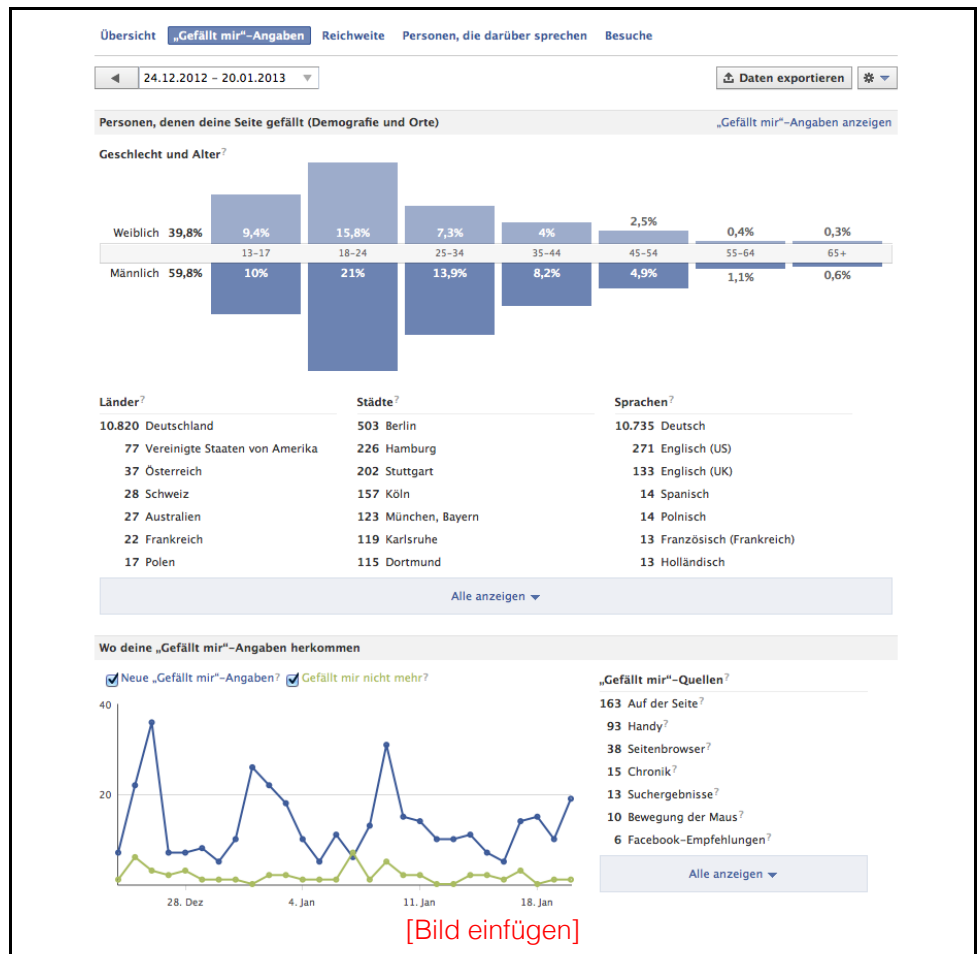 Übersicht „Gefällt mir“-Angaben Reichweite Personen, die darüber sprechen Besuche
24.12.2012 – 20.01.2013
Daten exportieren
Personen, denen deine Seite gefällt (Demografie und Orte) „Gefällt mir“-Angaben anzeigen
Geschlecht und Alter?
Weiblich 39,8% 9,4% 15,8% 7,3% 4% 2,5% 0,4% 0,3%
13-17 18-24 25-34 35-44 45-54 55-64 65+
Männlich 59,8% 10% 21% 13,9% 8,2% 4,9% 1,1% 0,6%
Länder?
10.820 Deutschland
77 Vereinigte Staaten von Amerika
37 Österreich
28 Schweiz
27 Australien
22 Frankreich
17 Polen
Städte?
503 Berlin
226 Hamburg
202 Stuttgart
157 Köln
123 München, Bayern
119 Karlsruhe
115 Dortmund
Sprachen?
10.735 Deutsch
271 Englisch (US)
133 Englisch (UK)
14 Spanisch
14 Polnisch
13 Französisch (Frankreich)
13 Holländisch
Alle anzeigen
Wo deine „Gefällt mir“-Angaben herkommen
Neue „Gefällt mir“-Angaben? Gefällt mir nicht mehr?
40
20
28. Dez 4. Jan 11. Jan 18. Jan
„Gefällt mir“-Quellen?
163 Auf der Seite?
93 Handy?
38 Seitenbrowser?
15 Chronik?
13 Suchergebnisse?
10 Bewegung der Maus?
6 Facebook-Empfehlungen?
Alle anzeigen
[Bild einfügen]